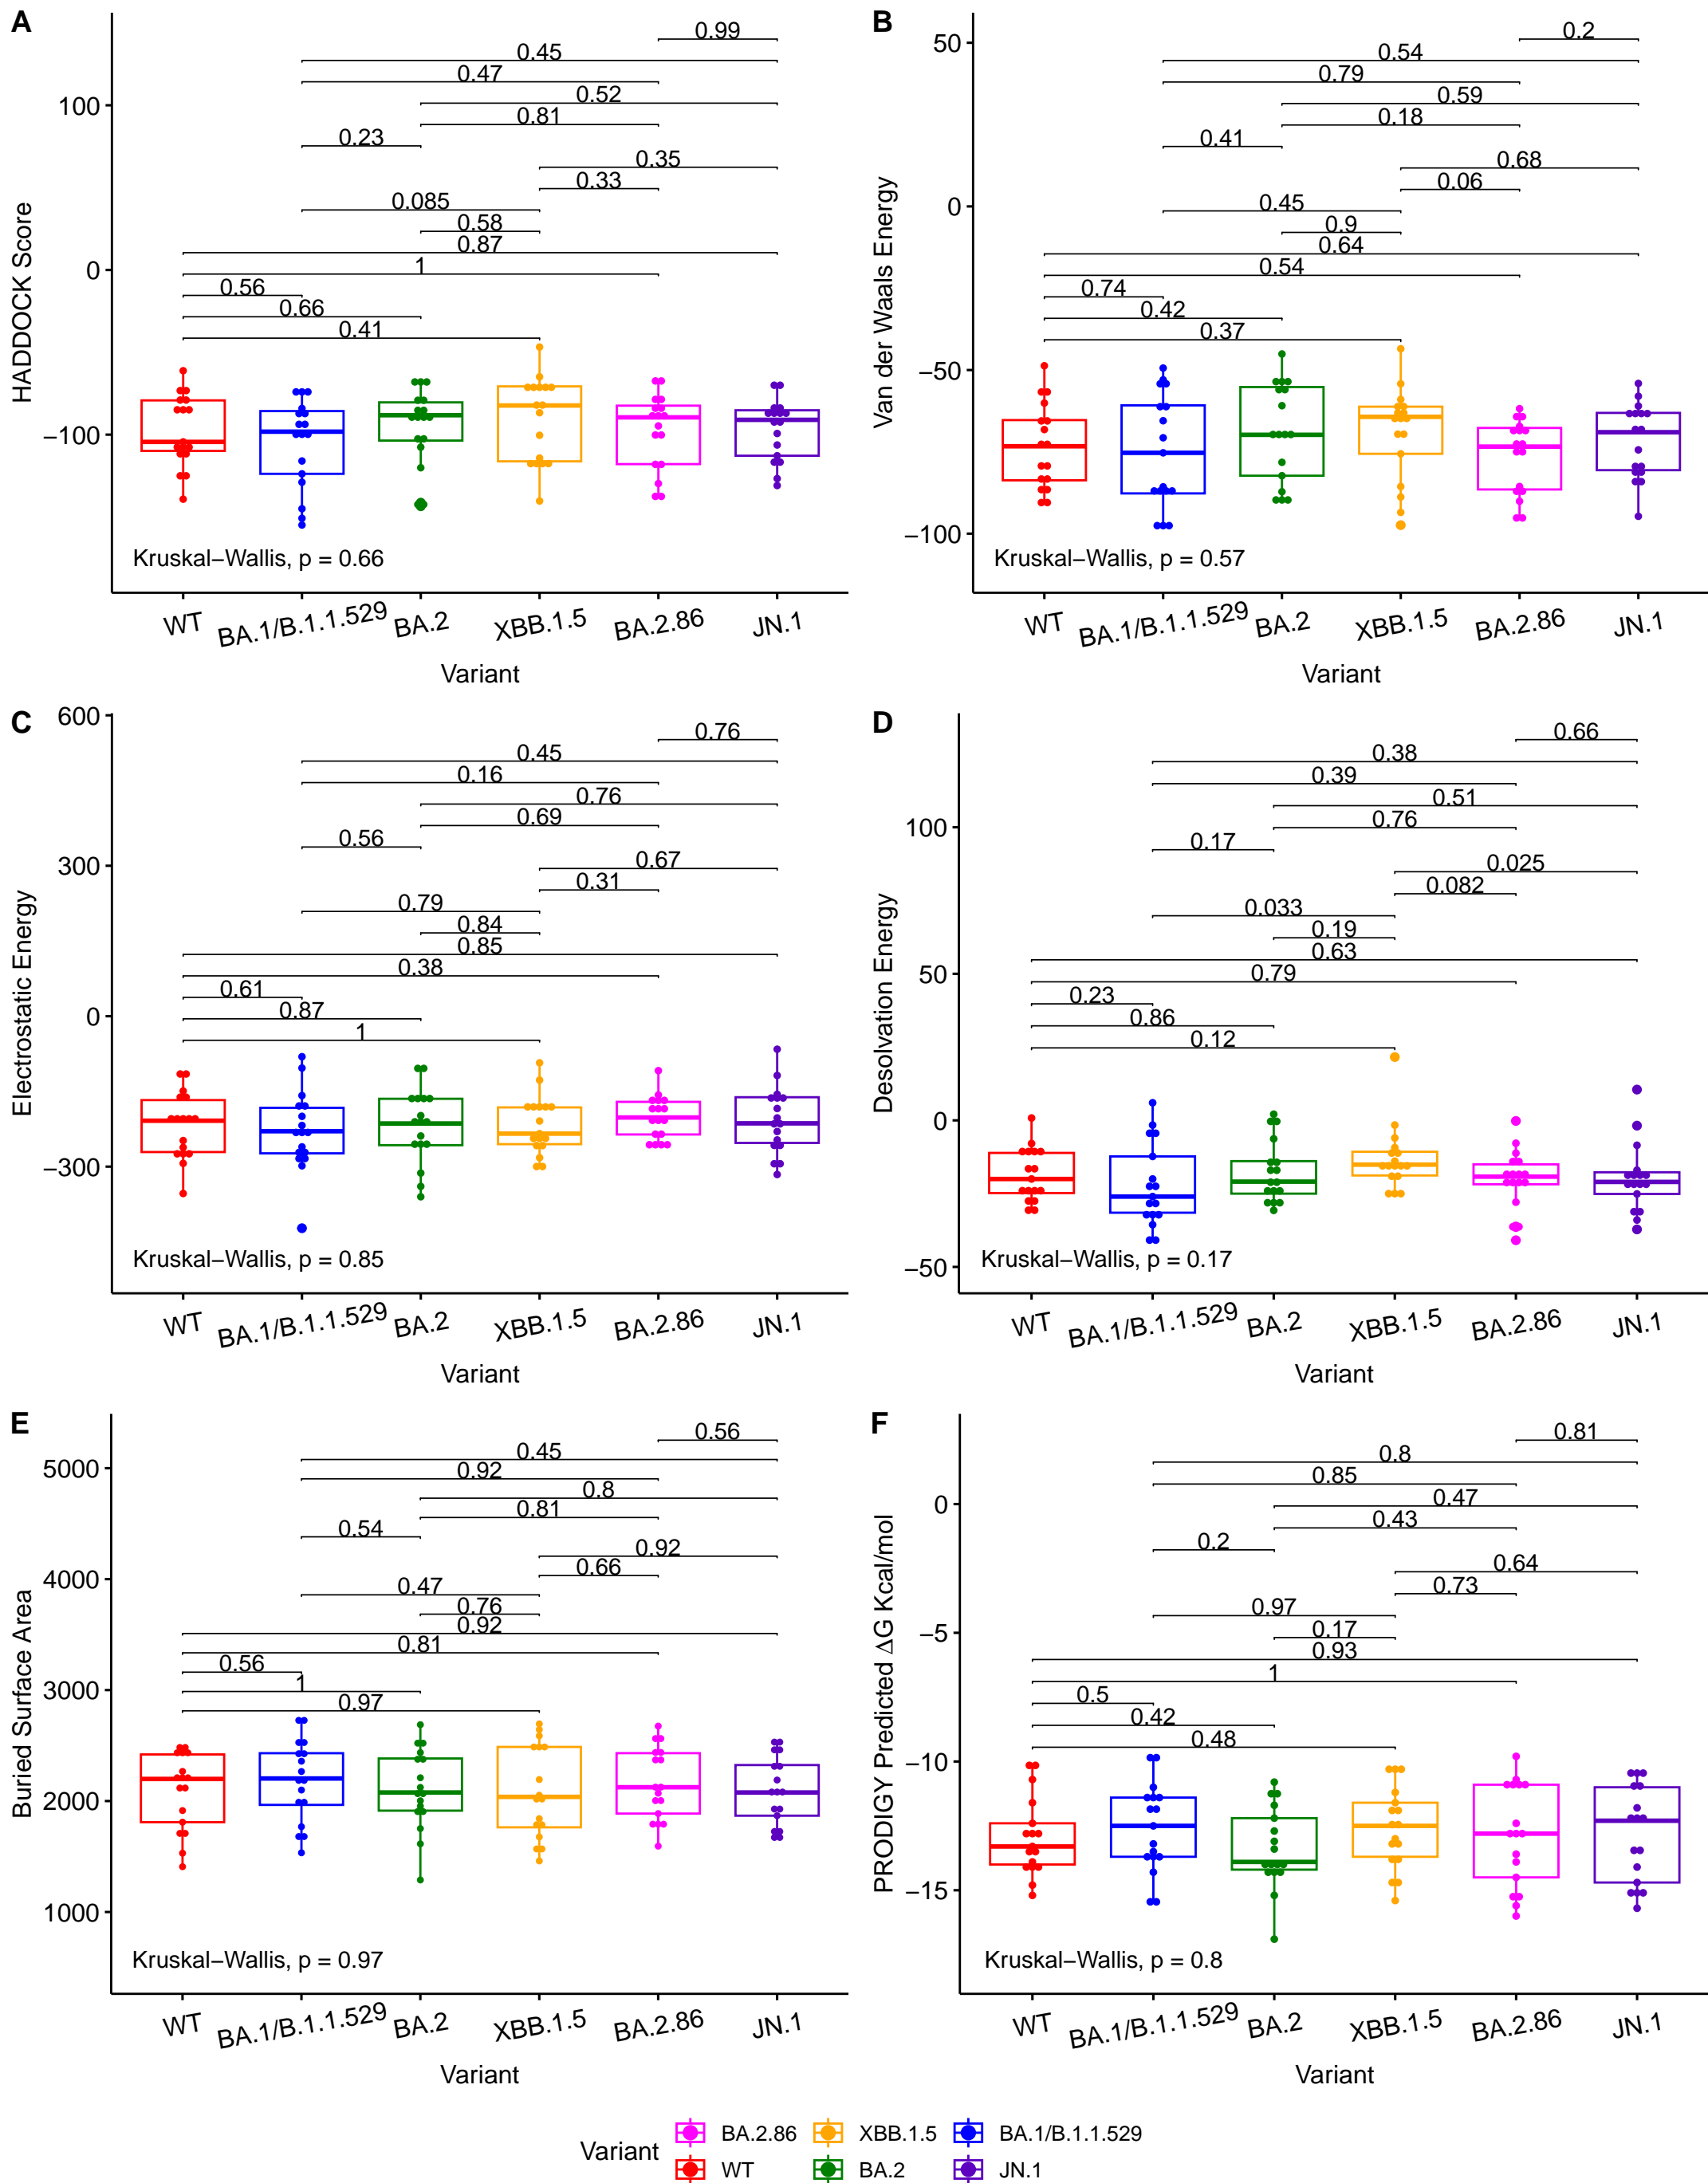 A
HADDOCK Score
100
0
−100
0.99
0.45
0.47
0.52
0.81
0.23
0.35
0.33
0.085
0.58
0.87
1
0.56
0.66
0.41
Kruskal−Wallis, p = 0.66
WT
BA.1/B.1.1.529
BA.2
XBB.1.5
BA.2.86
JN.1
Variant
B
Van der Waals Energy
50
0
−50
−100
0.2
0.54
0.79
0.59
0.18
0.41
0.68
0.06
0.45
0.9
0.64
0.54
0.74
0.42
0.37
Kruskal−Wallis, p = 0.57
WT
BA.1/B.1.1.529
BA.2
XBB.1.5
BA.2.86
JN.1
Variant
C
Electrostatic Energy
600
300
0
−300
0.76
0.45
0.16
0.76
0.69
0.56
0.67
0.31
0.79
0.84
0.85
0.38
0.61
0.87
1
Kruskal−Wallis, p = 0.85
WT
BA.1/B.1.1.529
BA.2
XBB.1.5
BA.2.86
JN.1
Variant
D
Desolvation Energy
100
50
0
−50
0.66
0.38
0.39
0.51
0.76
0.17
0.025
0.082
0.033
0.19
0.63
0.79
0.23
0.86
0.12
Kruskal−Wallis, p = 0.17
WT
BA.1/B.1.1.529
BA.2
XBB.1.5
BA.2.86
JN.1
Variant
E
Buried Surface Area
5000
4000
3000
2000
1000
0.56
0.45
0.92
0.8
0.81
0.54
0.92
0.66
0.47
0.76
0.92
0.81
0.56
1
0.97
Kruskal−Wallis, p = 0.97
WT
BA.1/B.1.1.529
BA.2
XBB.1.5
BA.2.86
JN.1
Variant
F
PRODIGY Predicted ΔG Kcal/mol
0
−5
−10
−15
0.81
0.8
0.85
0.47
0.43
0.2
0.64
0.73
0.97
0.17
0.93
1
0.5
0.42
0.48
Kruskal−Wallis, p = 0.8
WT
BA.1/B.1.1.529
BA.2
XBB.1.5
BA.2.86
JN.1
Variant
Variant
BA.2.86
XBB.1.5
BA.1/B.1.1.529
WT
BA.2
JN.1